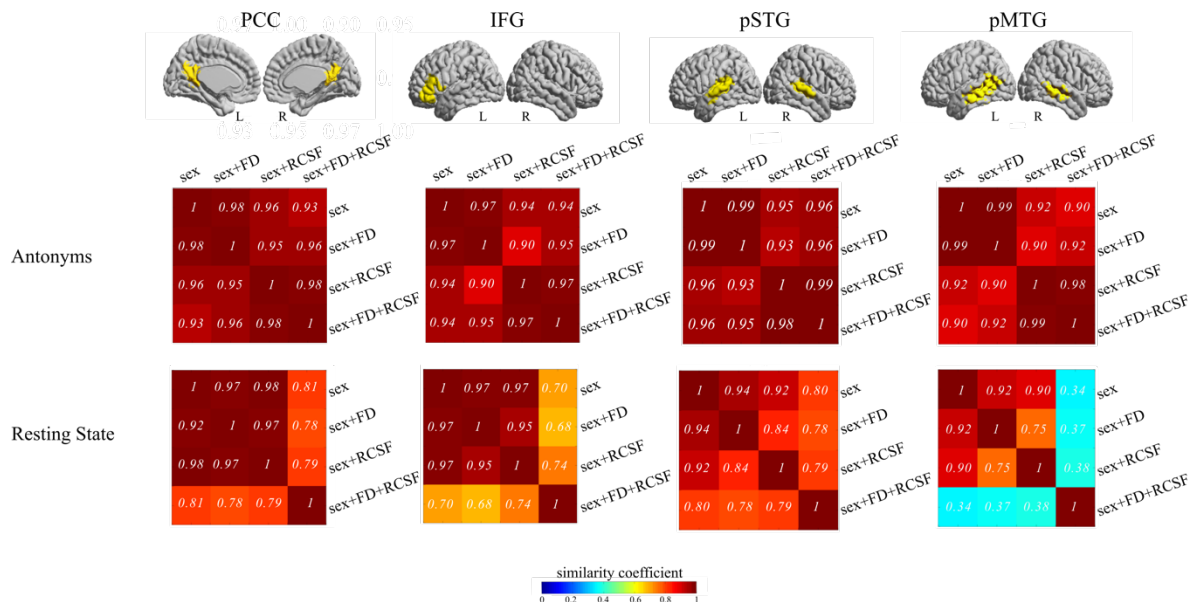 PCC IFG pSTG pMTG
L R L R L R L R
sex sex+FD sex+RCSF sex+FD+RCSF sex sex+FD sex+RCSF sex+FD+RCSF sex sex+FD sex+RCSF sex+FD+RCSF sex sex+FD sex+RCSF sex+FD+RCSF
1 0.98 0.96 0.93 sex 1 0.97 0.94 0.94 sex 1 0.99 0.95 0.96 sex 1 0.99 0.92 0.90 sex
Antonyms 0.98 1 0.95 0.96 sex+FD 0.97 1 0.90 0.95 sex+FD 0.99 1 0.93 0.96 sex+FD 0.99 1 0.90 0.92 sex+FD
0.96 0.95 1 0.98 sex+RCSF 0.94 0.90 1 0.97 sex+RCSF 0.96 0.93 1 0.99 sex+RCSF 0.92 0.90 1 0.98 sex+RCSF
0.93 0.96 0.98 1 sex+FD+RCSF 0.94 0.95 0.97 1 sex+FD+RCSF 0.96 0.95 0.98 1 sex+FD+RCSF 0.90 0.92 0.99 1 sex+FD+RCSF
1 0.97 0.98 0.81 sex 1 0.97 0.97 0.70 sex 1 0.94 0.92 0.80 sex 1 0.92 0.90 0.34 sex
Resting State 0.92 1 0.97 0.78 sex+FD 0.97 1 0.95 0.68 sex+FD 0.94 1 0.84 0.78 sex+FD 0.92 1 0.75 0.37 sex+FD
0.98 0.97 1 0.79 sex+RCSF 0.97 0.95 1 0.74 sex+RCSF 0.92 0.84 1 0.79 sex+RCSF 0.90 0.75 1 0.38 sex+RCSF
0.81 0.78 0.79 1 sex+FD+RCSF 0.70 0.68 0.74 1 sex+FD+RCSF 0.80 0.78 0.79 1 sex+FD+RCSF 0.34 0.37 0.38 1 sex+FD+RCSF
similarity coefficient
0 0.2 0.4 0.6 0.8 1